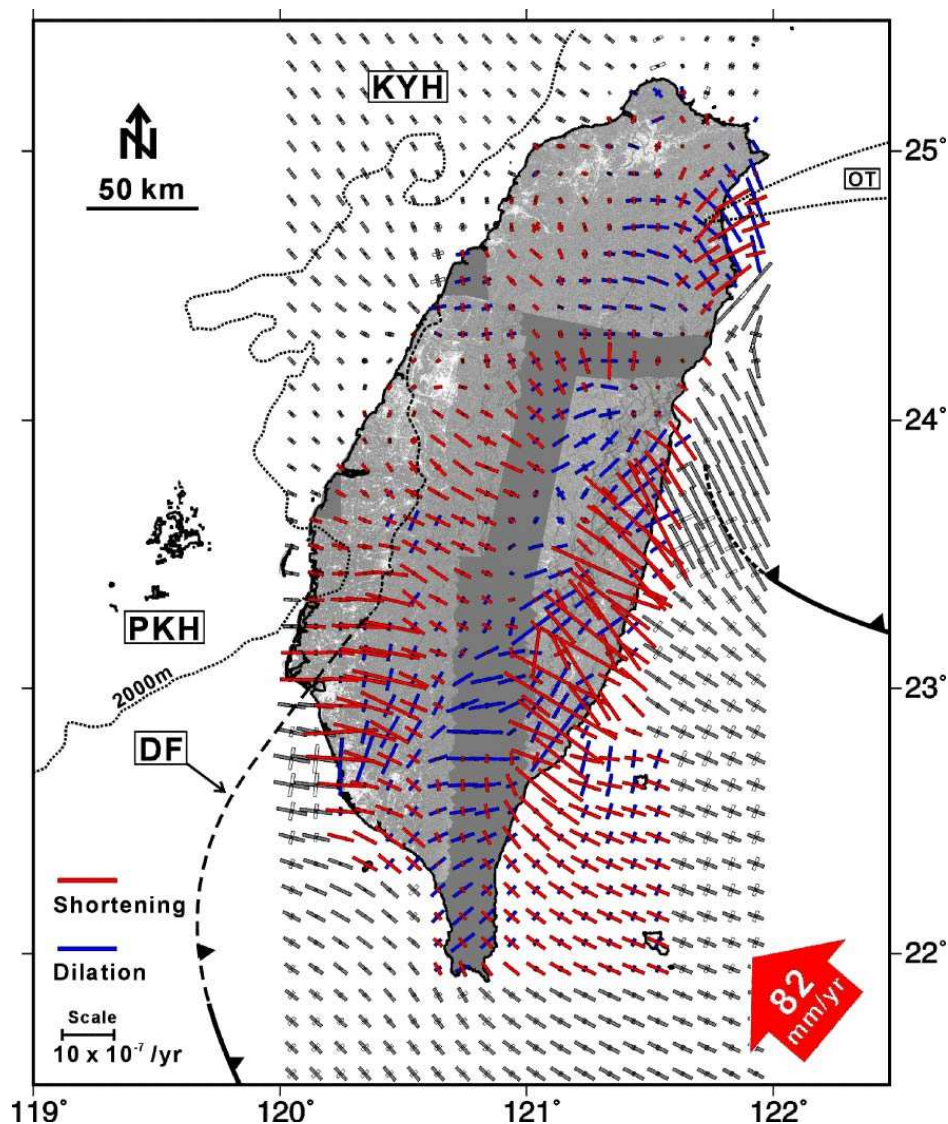 KYH
N
50 km
OT
PKH
2000m
DF
Shortening
Dilation
Scale
10 x 10⁻⁷ /yr
82
mm/yr
25°
24°
23°
22°
119° 120° 121° 122°